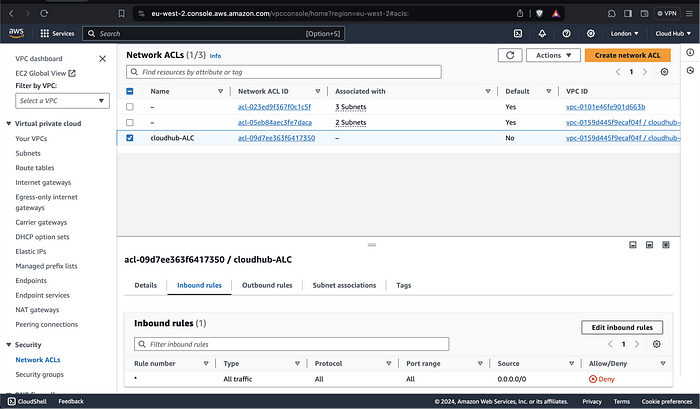 eu-west-2.console.aws.amazon.com/vpcconsole/home?region=eu-west-2#acls:
VPN
aws
Services
Search
[Option+S]
London
Cloud Hub
VPC dashboard
EC2 Global View
Filter by VPC:
Select a VPC
Virtual private cloud
Your VPCs
Subnets
Route tables
Internet gateways
Egress-only internet
gateways
Carrier gateways
DHCP option sets
Elastic IPs
Managed prefix lists
Endpoints
Endpoint services
NAT gateways
Peering connections
Security
Network ACLs
Security groups
Network ACLs (1/3) Info
Actions
Create network ACL
Find resources by attribute or tag
1
Name Network ACL ID Associated with Default VPC ID
– acl-023ed9f367f0c1c5f 3 Subnets Yes vpc-0101e46fe901d663b
– acl-05eb84aec3fe7daca 2 Subnets Yes vpc-0159d445f9ecaf04f / cloudhub-
cloudhub-ALC acl-09d7ee363f6417350 – No vpc-0159d445f9ecaf04f / cloudhub-
acl-09d7ee363f6417350 / cloudhub-ALC
Details Inbound rules Outbound rules Subnet associations Tags
Inbound rules (1)
Edit inbound rules
Filter inbound rules
1
Rule number Type Protocol Port range Source Allow/Deny
* All traffic All All 0.0.0.0/0 Deny
CloudShell Feedback © 2024, Amazon Web Services, Inc. or its affiliates. Privacy Terms Cookie preferences